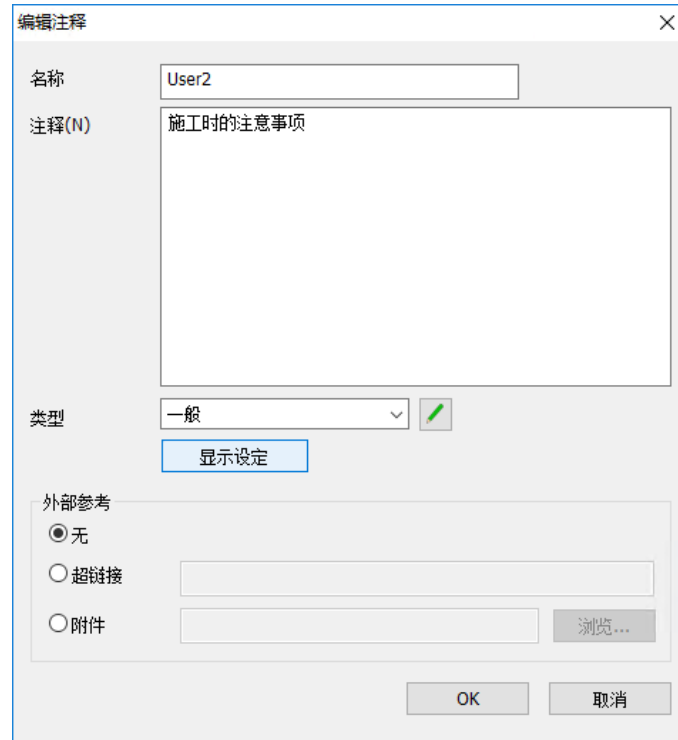 编辑注释
名称
User2
注释(N)
施工时的注意事项
类型
一般
显示设定
外部参考
无
超链接
附件
浏览...
OK
取消